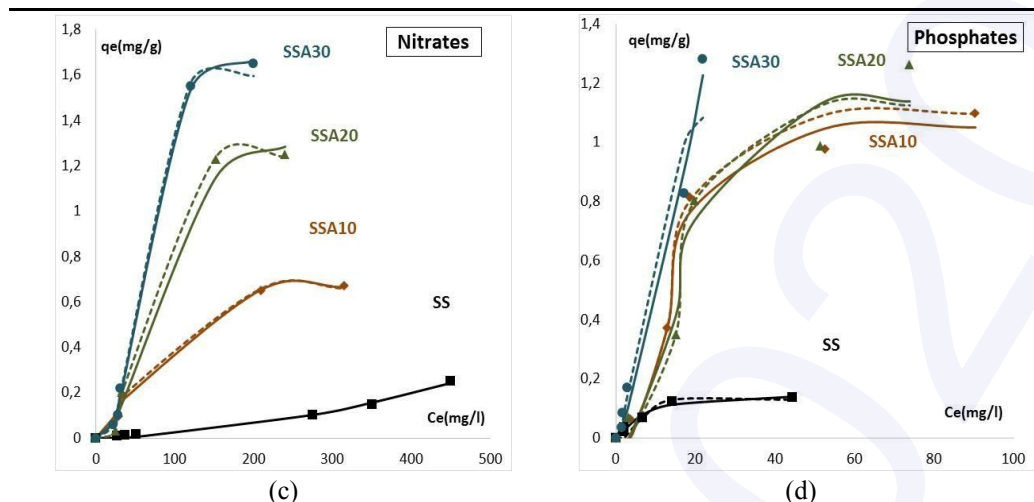 1,8
qe(mg/g)
Nitrates
1,6
SSA30
1,4
SSA20
1,2
1
SSA10
0,8
0,6
SS
0,4
0,2
Ce(mg/l)
0
0 100 200 300 400 500
(c)
1,4
qe(mg/g)
Phosphates
SSA30
SSA20
1,2
1
SSA10
0,8
0,6
0,4
SS
0,2
Ce(mg/l)
0
0 20 40 60 80 100
(d)